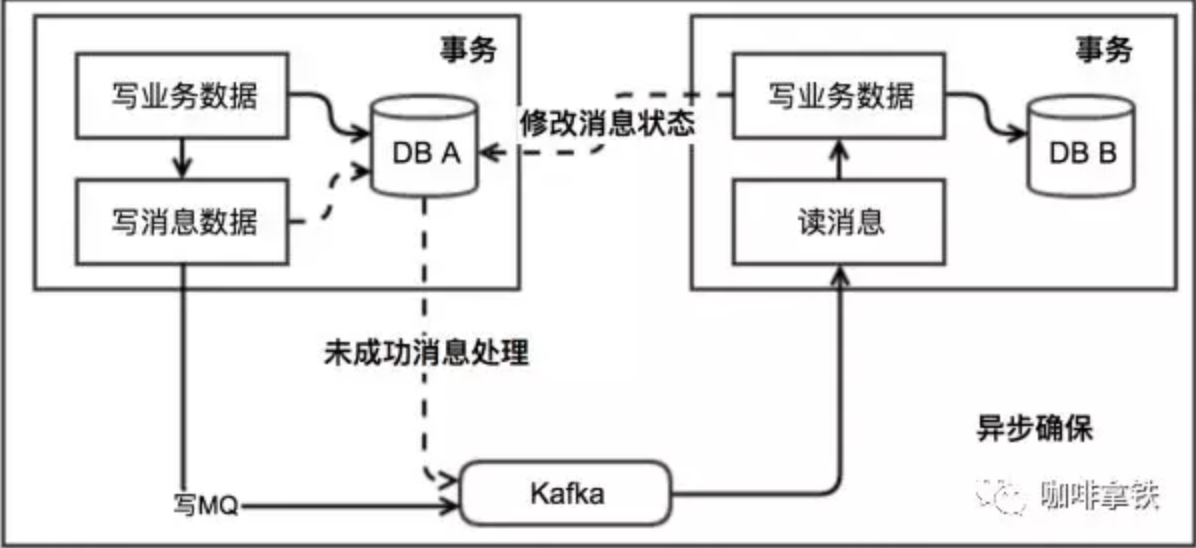 事务
写业务数据
DB A
写消息数据
修改消息状态
事务
写业务数据
DB B
读消息
未成功消息处理
写MQ
Kafka
异步确保
咖啡拿铁